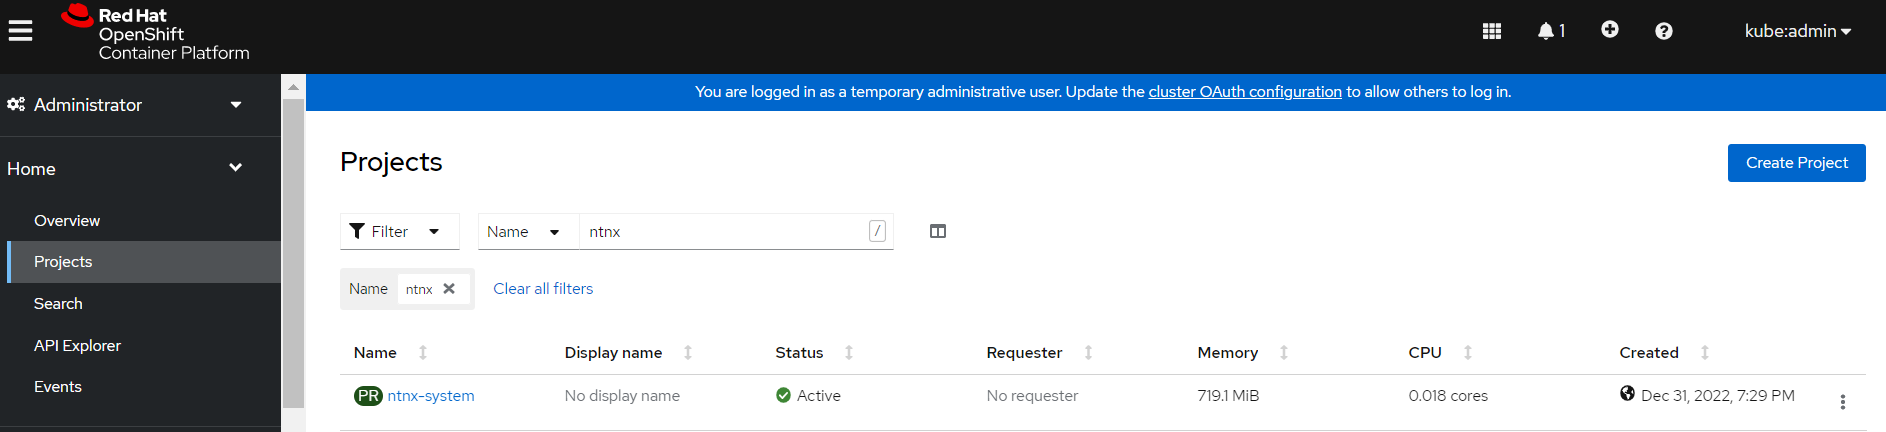 Red Hat
OpenShift
Container Platform
1
kube:admin
Administrator
Home
Overview
Projects
Search
API Explorer
Events
You are logged in as a temporary administrative user. Update the cluster OAuth configuration to allow others to log in.
Projects
Create Project
Filter
Name
ntnx
/
Name ntnx
Clear all filters
Name Display name Status Requester Memory CPU Created
PR ntnx-system No display name Active No requester 719.1 MiB 0.018 cores Dec 31, 2022, 7:29 PM